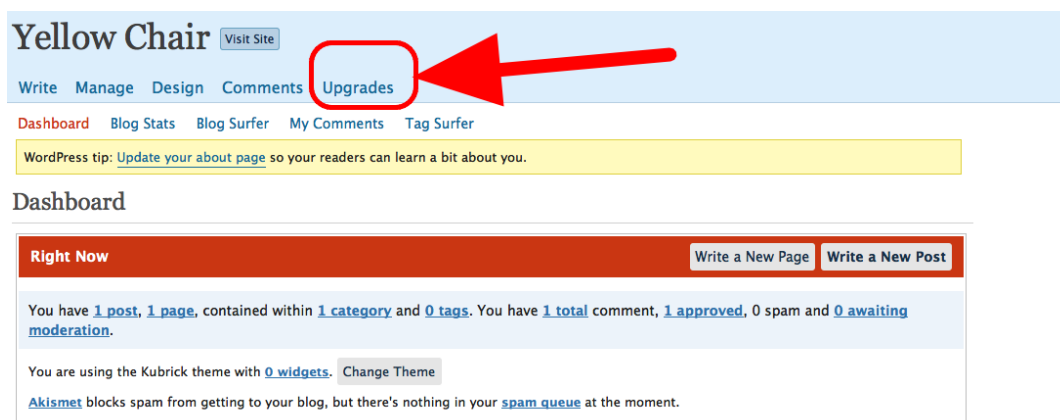 Yellow Chair Visit Site
Write Manage Design Comments Upgrades
Dashboard Blog Stats Blog Surfer My Comments Tag Surfer
WordPress tip: Update your about page so your readers can learn a bit about you.
Dashboard
Right Now Write a New Page Write a New Post
You have 1 post, 1 page, contained within 1 category and 0 tags. You have 1 total comment, 1 approved, 0 spam and 0 awaiting
moderation.
You are using the Kubrick theme with 0 widgets. Change Theme
Akismet blocks spam from getting to your blog, but there's nothing in your spam queue at the moment.